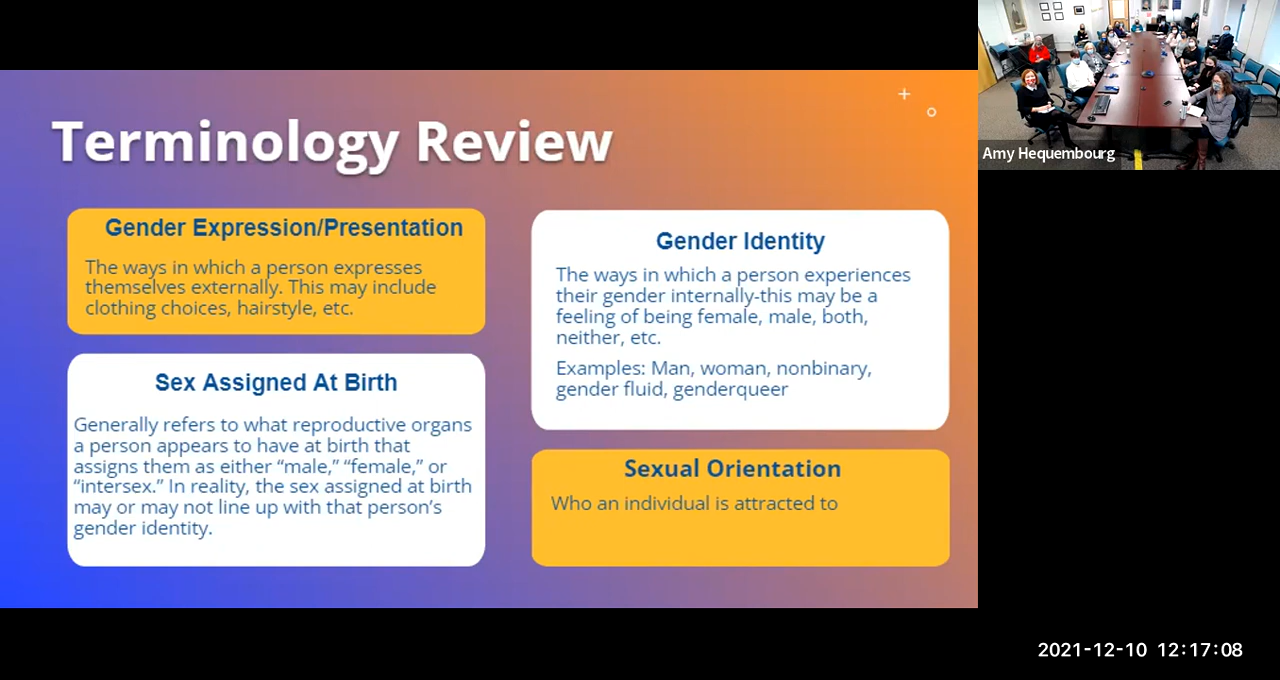 Terminology Review
Gender Expression/Presentation
The ways in which a person expresses
themselves externally. This may include
clothing choices, hairstyle, etc.
Sex Assigned At Birth
Generally refers to what reproductive organs
a person appears to have at birth that
assigns them as either “male,” “female,” or
“intersex.” In reality, the sex assigned at birth
may or may not line up with that person’s
gender identity.
Gender Identity
The ways in which a person experiences
their gender internally-this may be a
feeling of being female, male, both,
neither, etc.
Examples: Man, woman, nonbinary,
gender fluid, genderqueer
Sexual Orientation
Who an individual is attracted to
Amy Hequembourg
2021-12-10 12:17:08